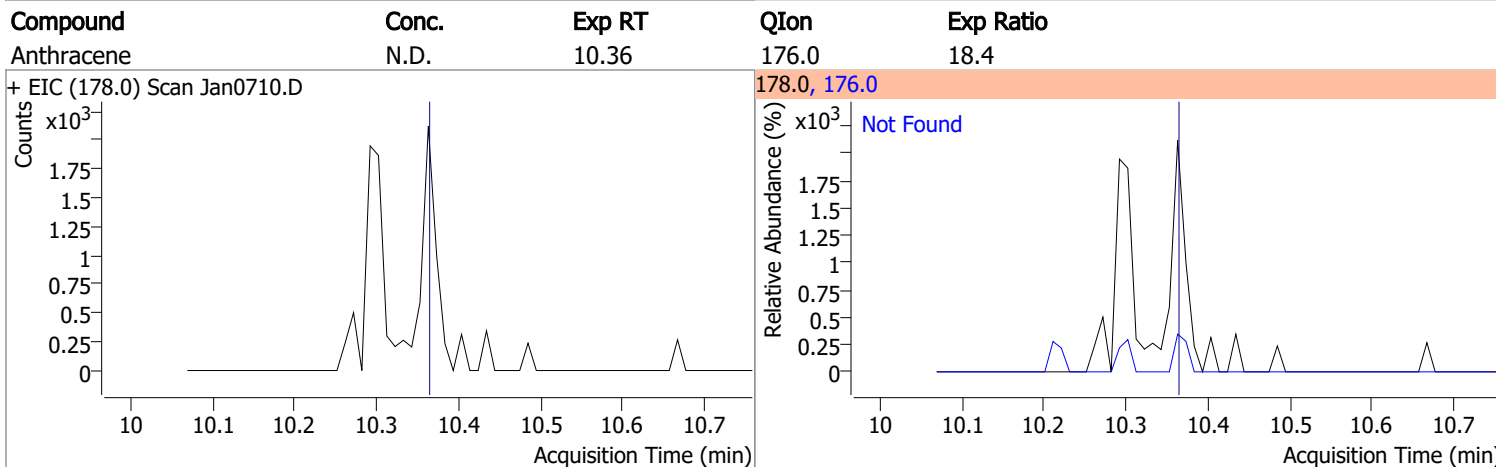 Compound Conc. Exp RT QIon Exp Ratio
Anthracene N.D. 10.36 176.0 18.4
+ EIC (178.0) Scan Jan0710.D
Counts
x10³
1.75
1.5
1.25
1
0.75
0.5
0.25
0
10 10.1 10.2 10.3 10.4 10.5 10.6 10.7
Acquisition Time (min)
178.0, 176.0
Relative Abundance (%)
x10³
Not Found
1.75
1.5
1.25
1
0.75
0.5
0.25
0
10 10.1 10.2 10.3 10.4 10.5 10.6 10.7
Acquisition Time (min)